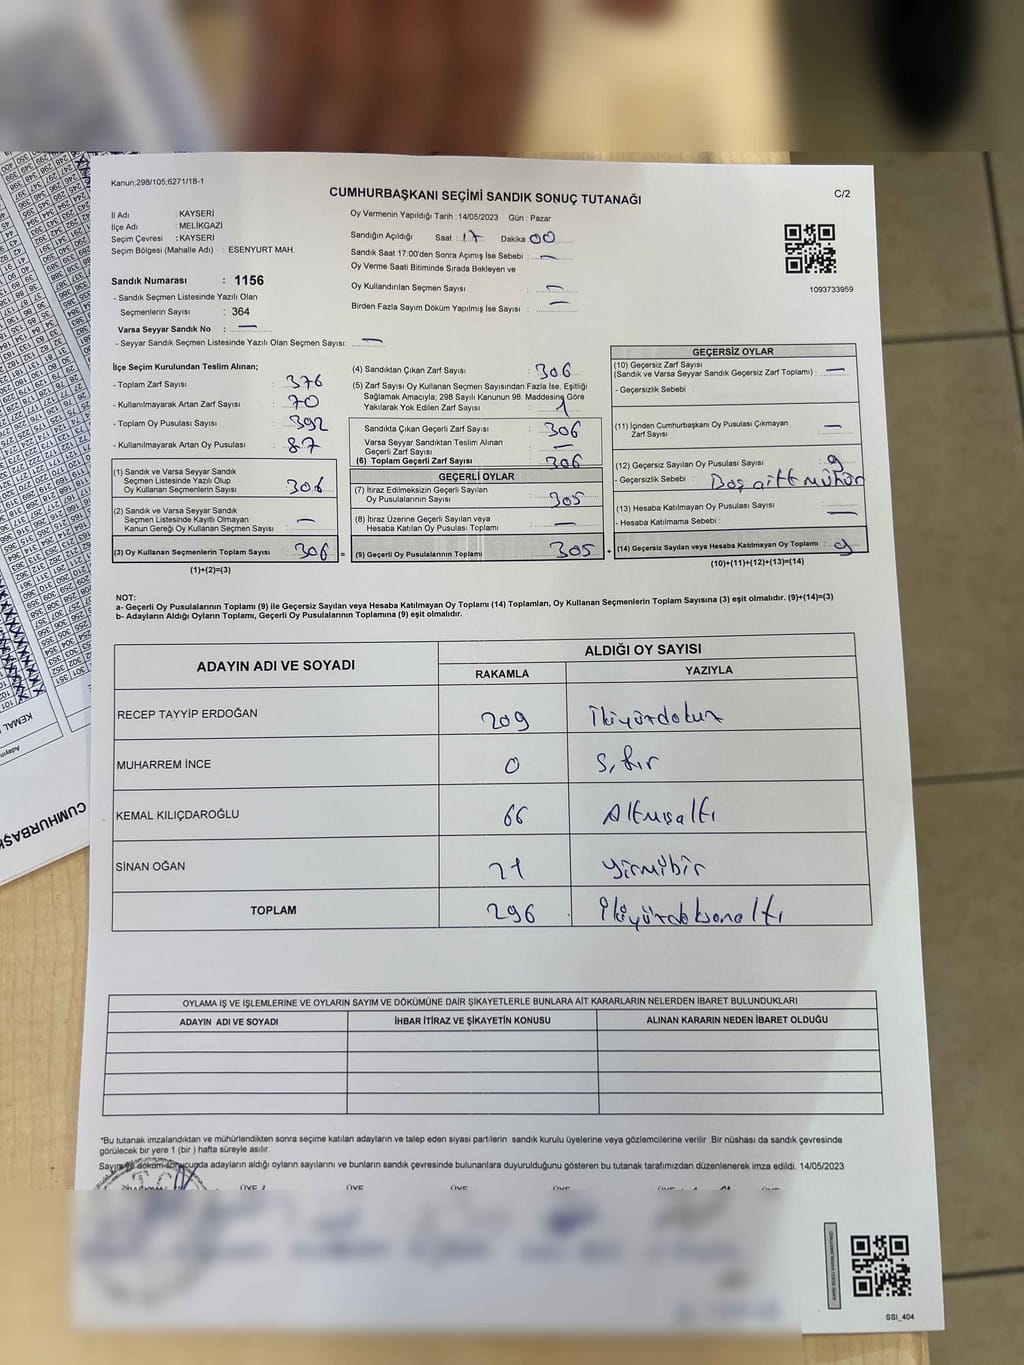 Kanun;298/105;6271/18-1
CUMHURBAŞKANI SEÇİMİ SANDIK SONUÇ TUTANAĞI
C/2
İl Adı : KAYSERİ
İlçe Adı : MELİKGAZİ
Seçim Çevresi : KAYSERİ
Seçim Bölgesi (Mahalle Adı) : ESENYURT MAH.
Sandık Numarası : 1156
- Sandık Seçmen Listesinde Yazılı Olan
Seçmenlerin Sayısı : 364
Varsa Seyyar Sandık No : —
- Seyyar Sandık Seçmen Listesinde Yazılı Olan Seçmen Sayısı: —
Oy Vermenin Yapıldığı Tarih : 14/05/2023 Gün : Pazar
Sandığın Açıldığı Saat : 17 Dakika 00
Sandık Saat 17:00'den Sonra Açımış İse Sebebi : —
Oy Verme Saati Bitiminde Sırada Bekleyen ve
Oy Kullandırılan Seçmen Sayısı : —
Birden Fazla Sayım Döküm Yapılmış İse Sayısı : —
1093733959
İlçe Seçim Kurulundan Teslim Alınan;
- Toplam Zarf Sayısı : 376
- Kullanılmayarak Artan Zarf Sayısı : 70
- Toplam Oy Pusulası Sayısı : 392
- Kullanılmayarak Artan Oy Pusulası : 87
(1) Sandık ve Varsa Seyyar Sandık
Seçmen Listesinde Yazılı Olup
Oy Kullanan Seçmenlerin Sayısı : 306
(2) Sandık ve Varsa Seyyar Sandık
Seçmen Listesinde Kayıtlı Olmayan
Kanun Gereği Oy Kullanan Seçmen Sayısı : —
(3) Oy Kullanan Seçmenlerin Toplam Sayısı : 306
(1)+(2)=(3)
(4) Sandıktan Çıkan Zarf Sayısı : 306
(5) Zarf Sayısı Oy Kullanan Seçmen Sayısından Fazla İse, Eşitliği
Sağlamak Amacıyla; 298 Sayılı Kanunun 98. Maddesine Göre
Yakılarak Yok Edilen Zarf Sayısı : 1
Sandıkta Çıkan Geçerli Zarf Sayısı : 306
Varsa Seyyar Sandıktan Teslim Alınan
Geçerli Zarf Sayısı : —
(6) Toplam Geçerli Zarf Sayısı : 306
GEÇERLİ OYLAR
(7) İtiraz Edilmeksizin Geçerli Sayılan
Oy Pusulalarının Sayısı : 305
(8) İtiraz Üzerine Geçerli Sayılan veya
Hesaba Katılan Oy Pusulası Toplamı : —
= (9) Geçerli Oy Pusulalarının Toplamı : 305
GEÇERSİZ OYLAR
(10) Geçersiz Zarf Sayısı
(Sandık ve Varsa Seyyar Sandık Geçersiz Zarf Toplamı) : —
- Geçersizlik Sebebi :
(11) İçinden Cumhurbaşkanı Oy Pusulası Çıkmayan
Zarf Sayısı : —
(12) Geçersiz Sayılan Oy Pusulası Sayısı : 9
- Geçersizlik Sebebi :
(13) Hesaba Katılmayan Oy Pusulası Sayısı : —
- Hesaba Katılmama Sebebi :
+ (14) Geçersiz Sayılan veya Hesaba Katılmayan Oy Toplamı : 9
(10)+(11)+(12)+(13)=(14)
NOT:
a- Geçerli Oy Pusulalarının Toplamı (9) ile Geçersiz Sayılan veya Hesaba Katılmayan Oy Toplamı (14) Toplamları, Oy Kullanan Seçmenlerin Toplam Sayısına (3) eşit olmalıdır. (9)+(14)=(3)
b- Adayların Aldığı Oyların Toplamı, Geçerli Oy Pusulalarının Toplamına (9) eşit olmalıdır.
ADAYIN ADI VE SOYADI
ALDIĞI OY SAYISI
RAKAMLA YAZIYLA
RECEP TAYYİP ERDOĞAN 209 İkiyüzdokuz
MUHARREM İNCE 0 Sıfır
KEMAL KILIÇDAROĞLU 66 Altmışaltı
SİNAN OĞAN 21 yirmibir
TOPLAM 296 İkiyüzdoksanaltı
OYLAMA İŞ VE İŞLEMLERİNE VE OYLARIN SAYIM VE DÖKÜMÜNE DAİR ŞİKAYETLERLE BUNLARA AİT KARARLARIN NELERDEN İBARET BULUNDUKLARI
ADAYIN ADI VE SOYADI İHBAR İTİRAZ VE ŞİKAYETİN KONUSU ALINAN KARARIN NEDEN İBARET OLDUĞU
*Bu tutanak imzalandıktan ve mühürlendikten sonra seçime katılan adayların ve talep eden siyasi partilerin sandık kurulu üyelerine veya gözlemcilerine verilir .Bir nüshası da sandık çevresinde
görülecek bir yere 1 (bir ) hafta süreyle asılır.
Sayım ve döküm sonucunda adayların aldığı oyların sayılarını ve bunların sandık çevresinde bulunanlara duyurulduğunu gösteren bu tutanak tarafımızdan düzenlenerek imza edildi. 14/05/2023
ÜYE ÜYE ÜYE ÜYE
SSI_404